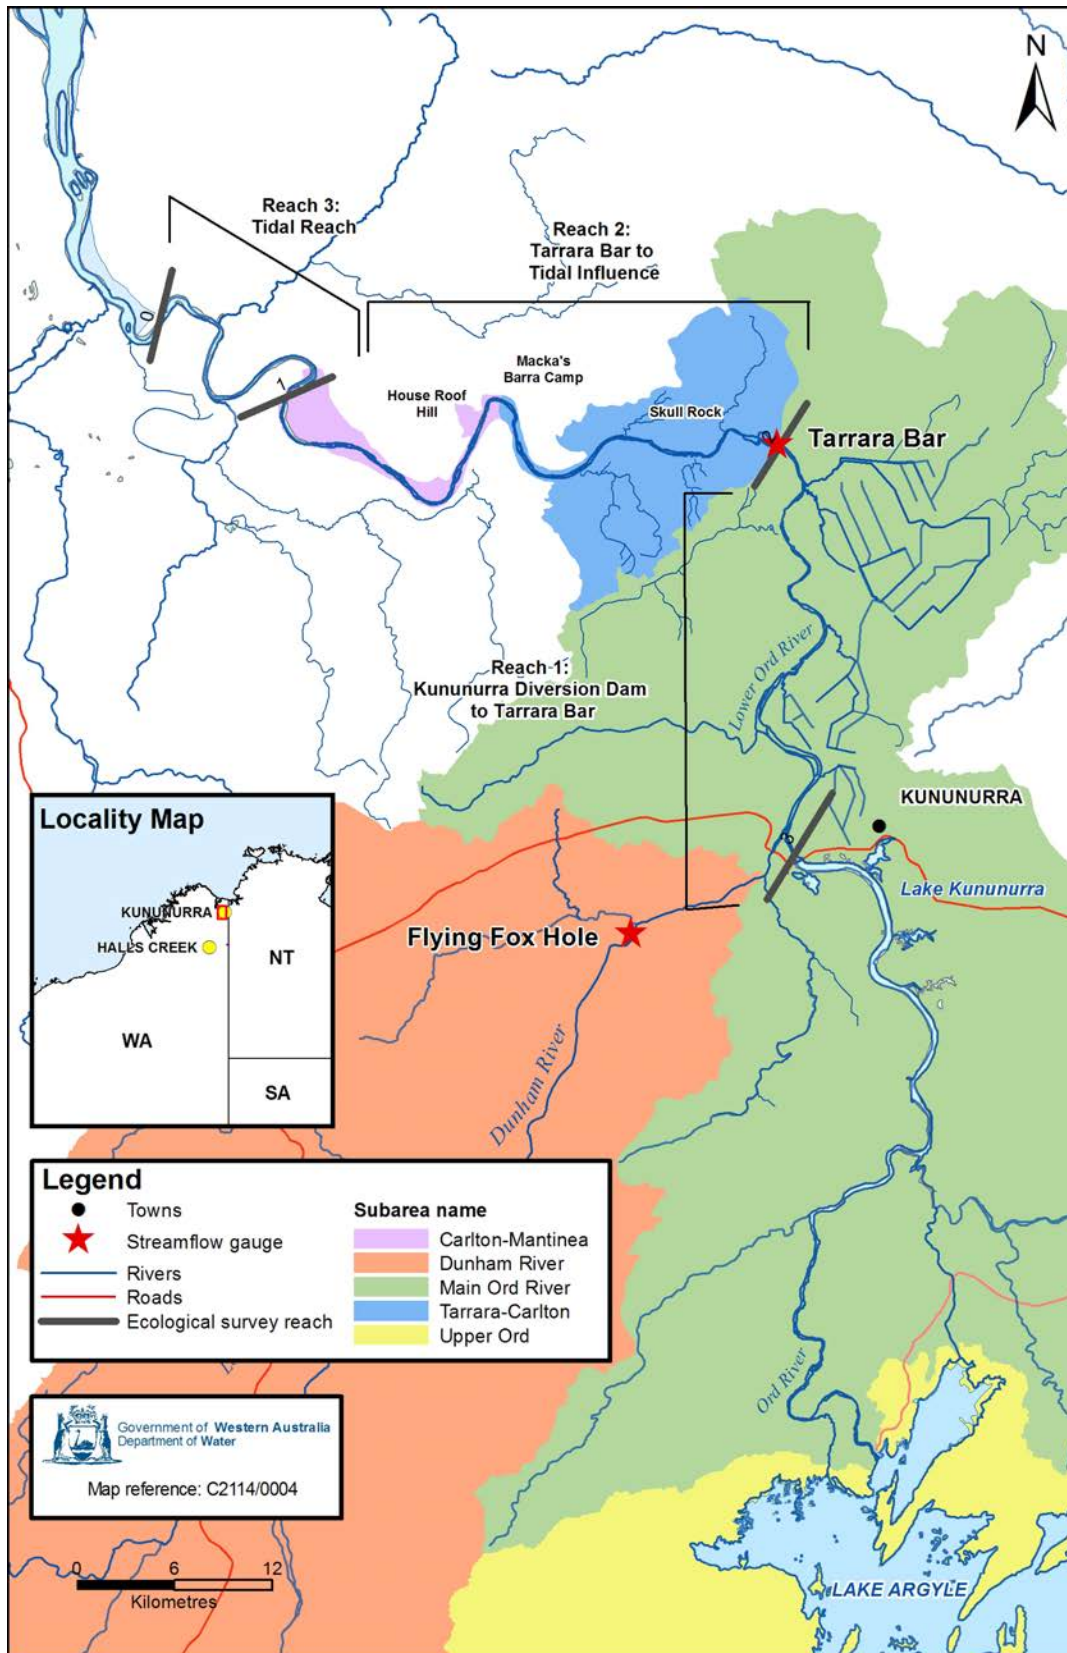 N
Reach 3:
Tidal Reach
Reach 2:
Tarrara Bar to
Tidal Influence
0
1
Macka's
Barra Camp
House Roof
Hill
Skull Rock
Tarrara Bar
Lower Ord River
Reach 1:
Kununurra Diversion Dam
to Tarrara Bar
3
KUNUNURRA
Lake Kununurra
Flying Fox Hole
Dunham River
Ord River
LAKE ARGYLE
Locality Map
KUNUNURRA
HALLS CREEK
NT
WA
SA
Legend
Towns
Streamflow gauge
Rivers
Roads
Ecological survey reach
Subarea name
Carlton-Mantinea
Dunham River
Main Ord River
Tarrara-Carlton
Upper Ord
Government of Western Australia
Department of Water
Map reference: C2114/0004
0 6 12
Kilometres